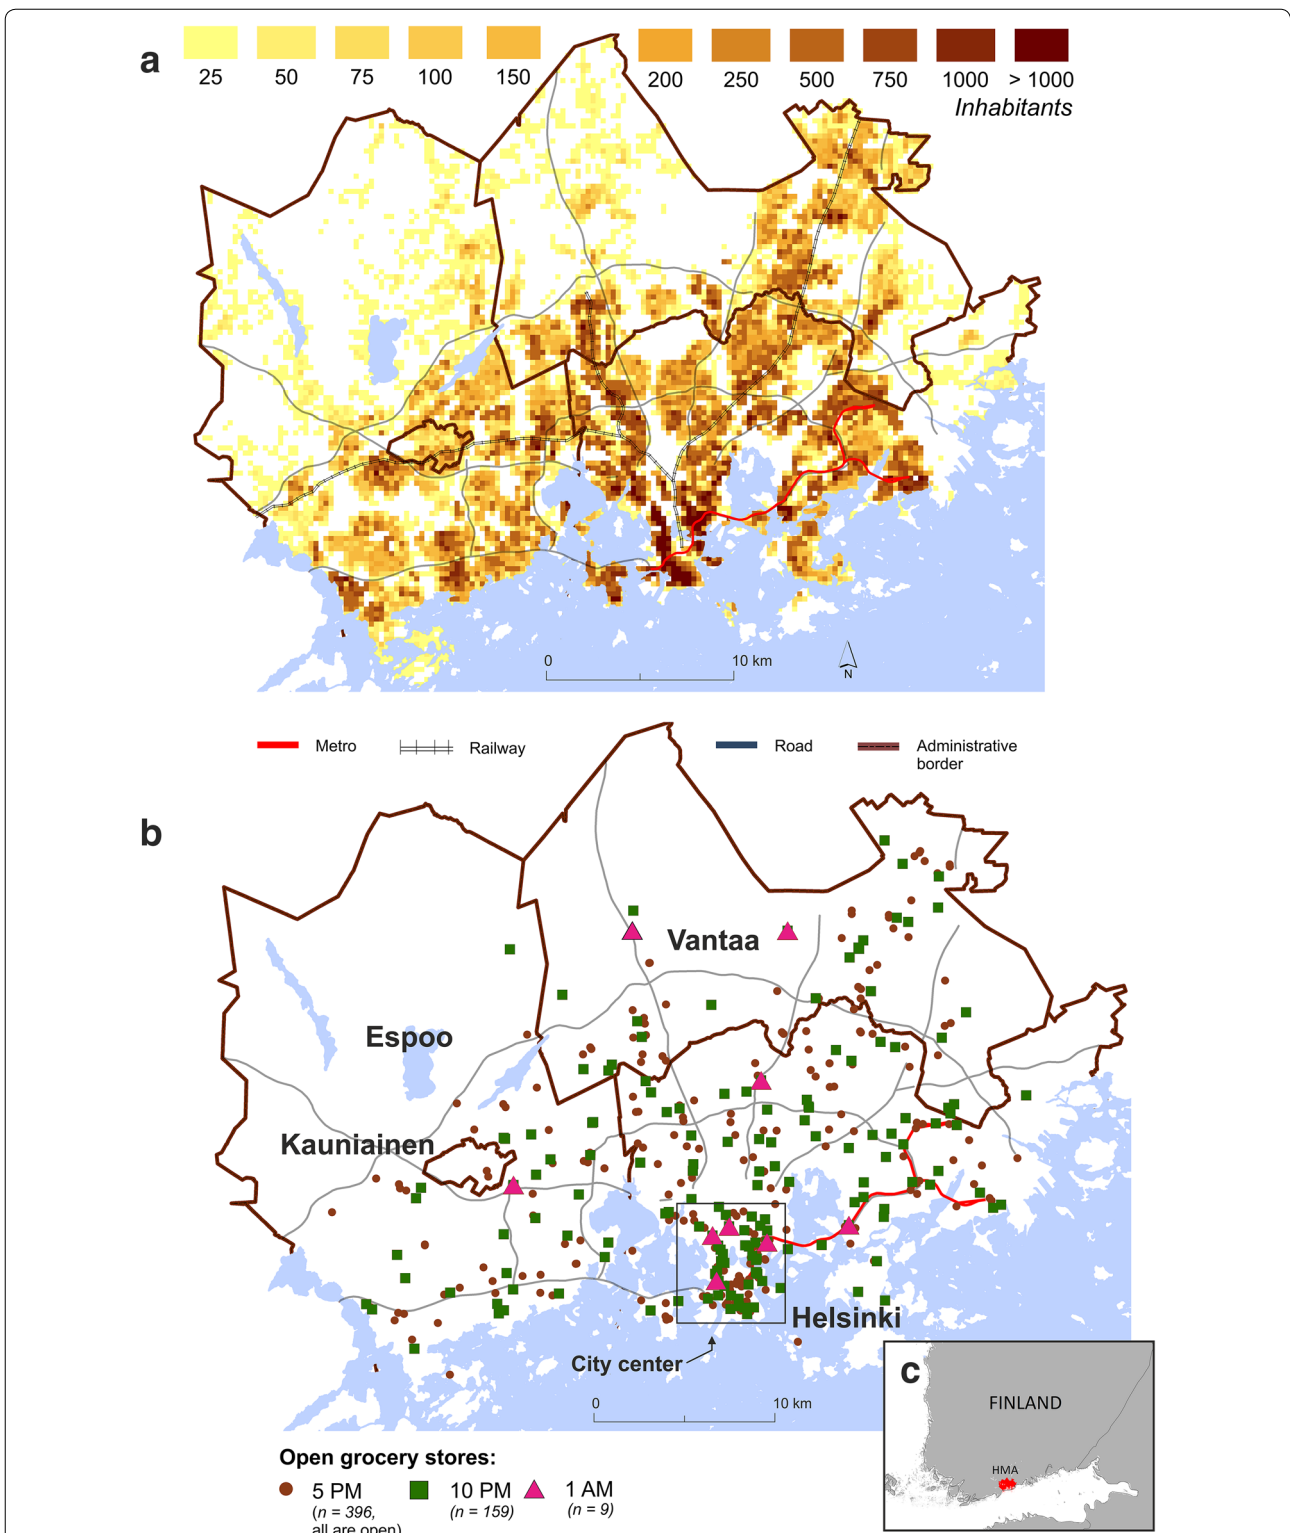 a
25 50 75 100 150 200 250 500 750 1000 > 1000
Inhabitants
0 10 km
N
Metro Railway Road Administrative
border
b
Vantaa
Espoo
Kauniainen
Helsinki
City center
0 10 km
c
FINLAND
HMA
Open grocery stores:
5 PM 10 PM 1 AM
(n = 396, (n = 159) (n = 9)
all are open)